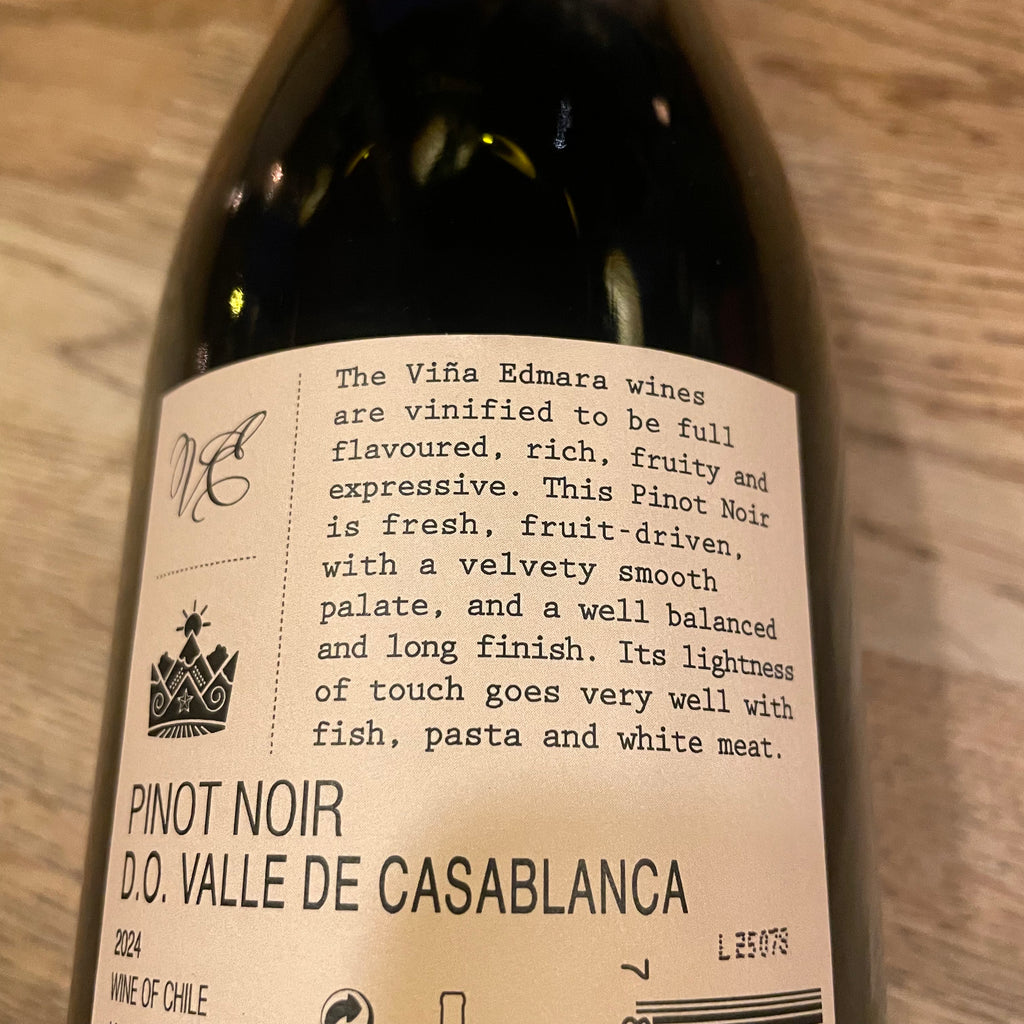 VE
The Viña Edmara wines
are vinified to be full
flavoured, rich, fruity and
expressive. This Pinot Noir
is fresh, fruit-driven,
with a velvety smooth
palate, and a well balanced
and long finish. Its lightness
of touch goes very well with
fish, pasta and white meat.
PINOT NOIR
D.O. VALLE DE CASABLANCA
2024
WINE OF CHILE
L25073
7